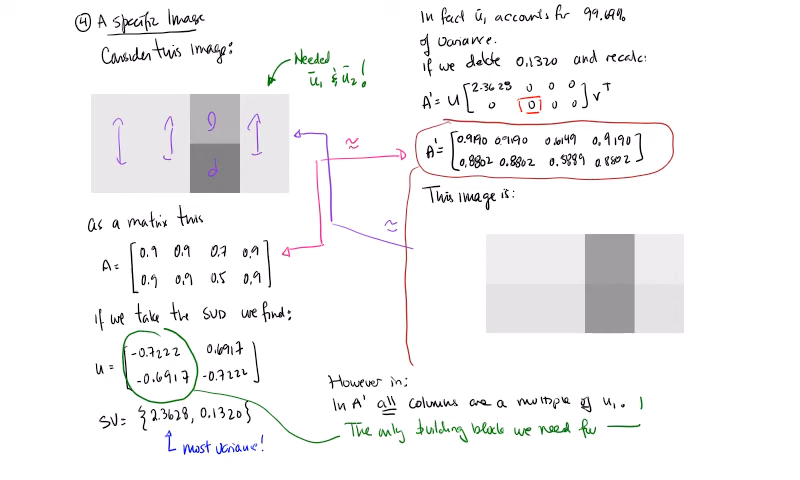 ④ A specific Image
Consider this image:
Needed
ū₁ & ū₂!
as a matrix this
A = [0.9 0.9 0.7 0.9
0.9 0.9 0.5 0.9]
if we take the SVD we find:
u = [-0.7222 0.6917
-0.6917 -0.7222]
SV = {2.3628, 0.1320}
most variance!
In fact ū₁ accounts for 99.69%
of variance.
if we delete 0.1320 and recalc:
A' = U [2.3628 0 0 0
0 0 0 0] V^T
≈
A' = [0.9190 0.9190 0.6149 0.9190
0.8802 0.8802 0.5889 0.8802]
This image is:
≈
However in:
In A' all columns are a multiple of u₁.
The only building block we need for